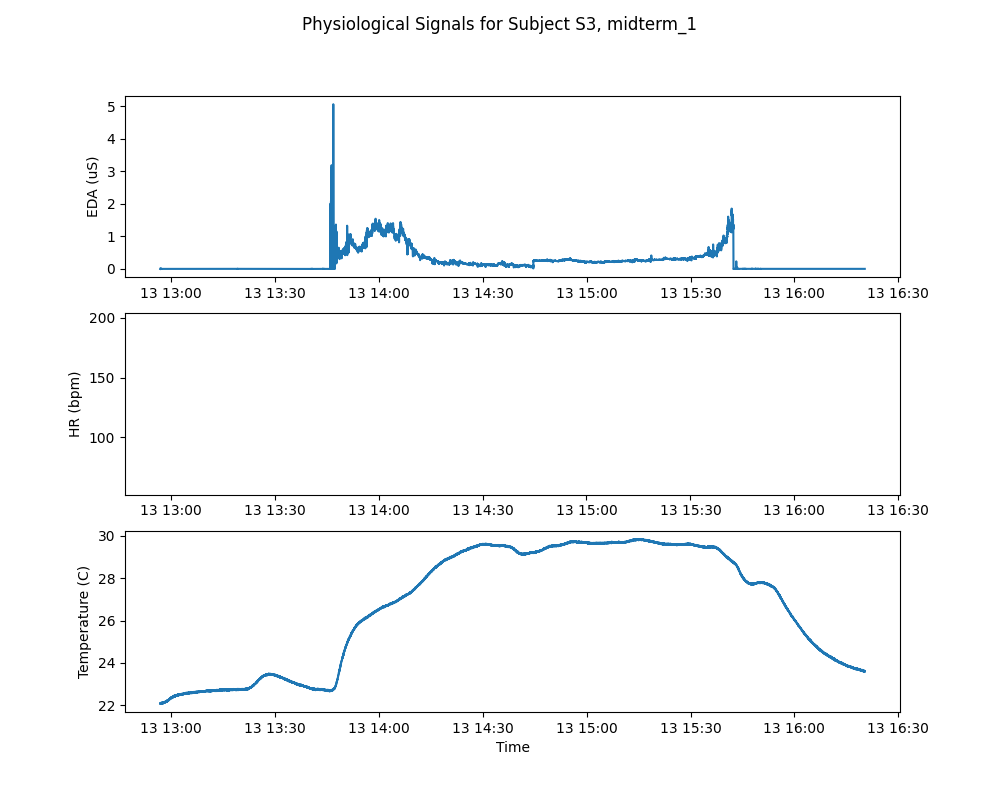 Physiological Signals for Subject S3, midterm_1
5
4
3
2
1
0
EDA (uS)
13 13:00 13 13:30 13 14:00 13 14:30 13 15:00 13 15:30 13 16:00 13 16:30
200
150
100
HR (bpm)
13 13:00 13 13:30 13 14:00 13 14:30 13 15:00 13 15:30 13 16:00 13 16:30
30
28
26
24
22
Temperature (C)
13 13:00 13 13:30 13 14:00 13 14:30 13 15:00 13 15:30 13 16:00 13 16:30
Time